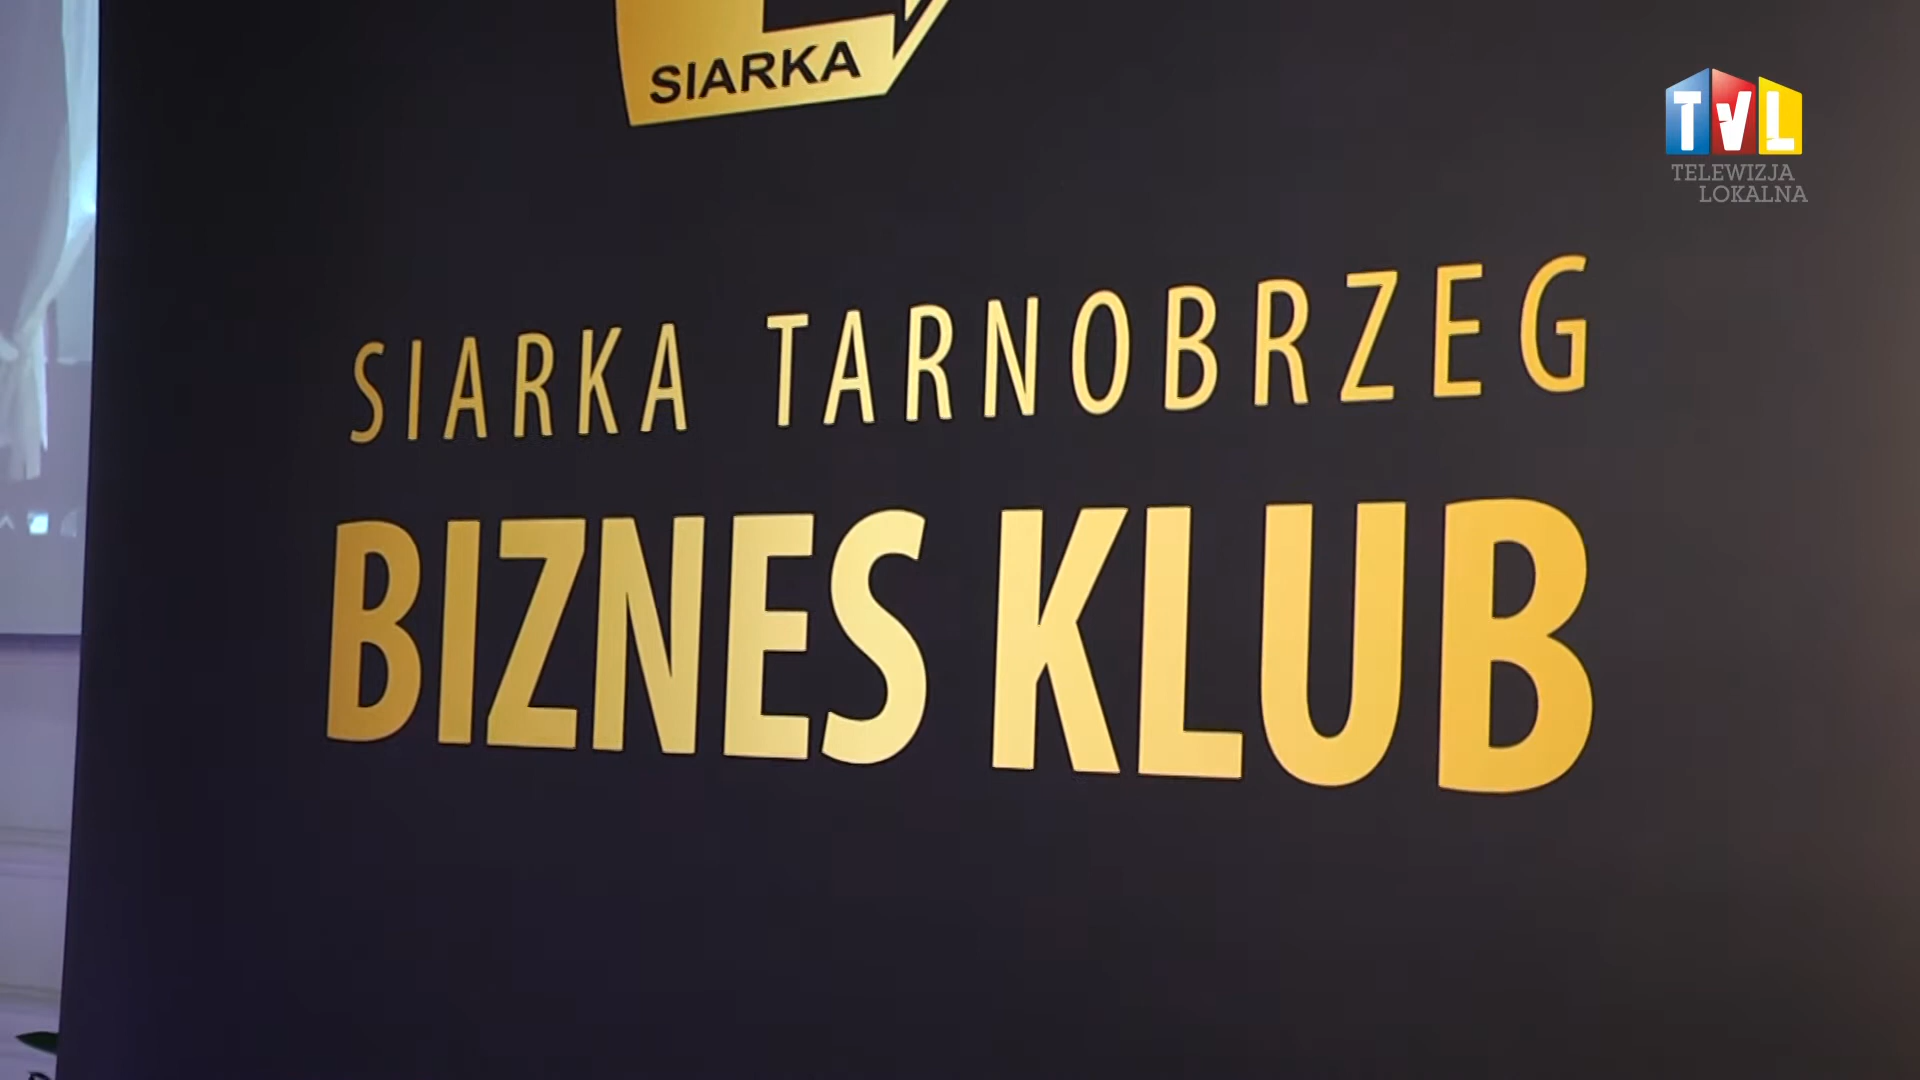 SIARKA
TVL
TELEWIZJA
LOKALNA
SIARKA TARNOBRZEG
BIZNES KLUB